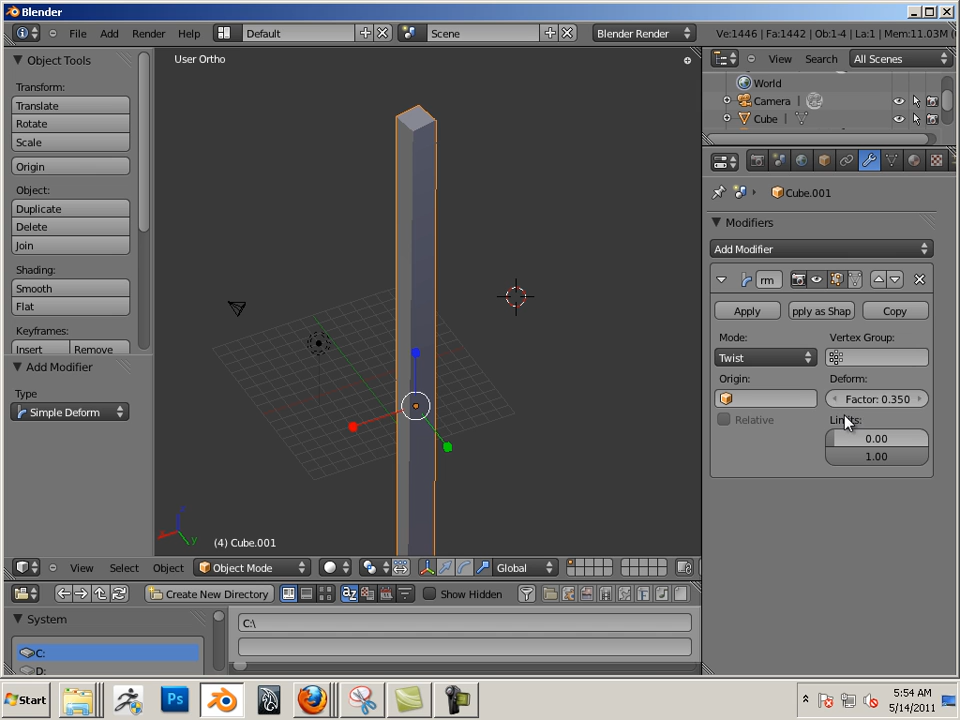 Blender
File Add Render Help Default Scene Blender Render Ve:1446 | Fa:1442 | Ob:1-4 | La:1 | Mem:11.03M (
Object Tools
Transform:
Translate
Rotate
Scale
Origin
Object:
Duplicate
Delete
Join
Shading:
Smooth
Flat
Keyframes:
Insert Remove
Add Modifier
Type
Simple Deform
User Ortho
(4) Cube.001
View Select Object Object Mode Global
Create New Directory Show Hidden
System
C:
D:
C:\
View Search All Scenes
World
Camera
Cube
Cube.001
Modifiers
Add Modifier
rm
Apply pply as Shap Copy
Mode: Vertex Group:
Twist
Origin: Deform:
Factor: 0.350
Relative Limits:
0.00
1.00
Start Ps 5:54 AM
5/14/2011